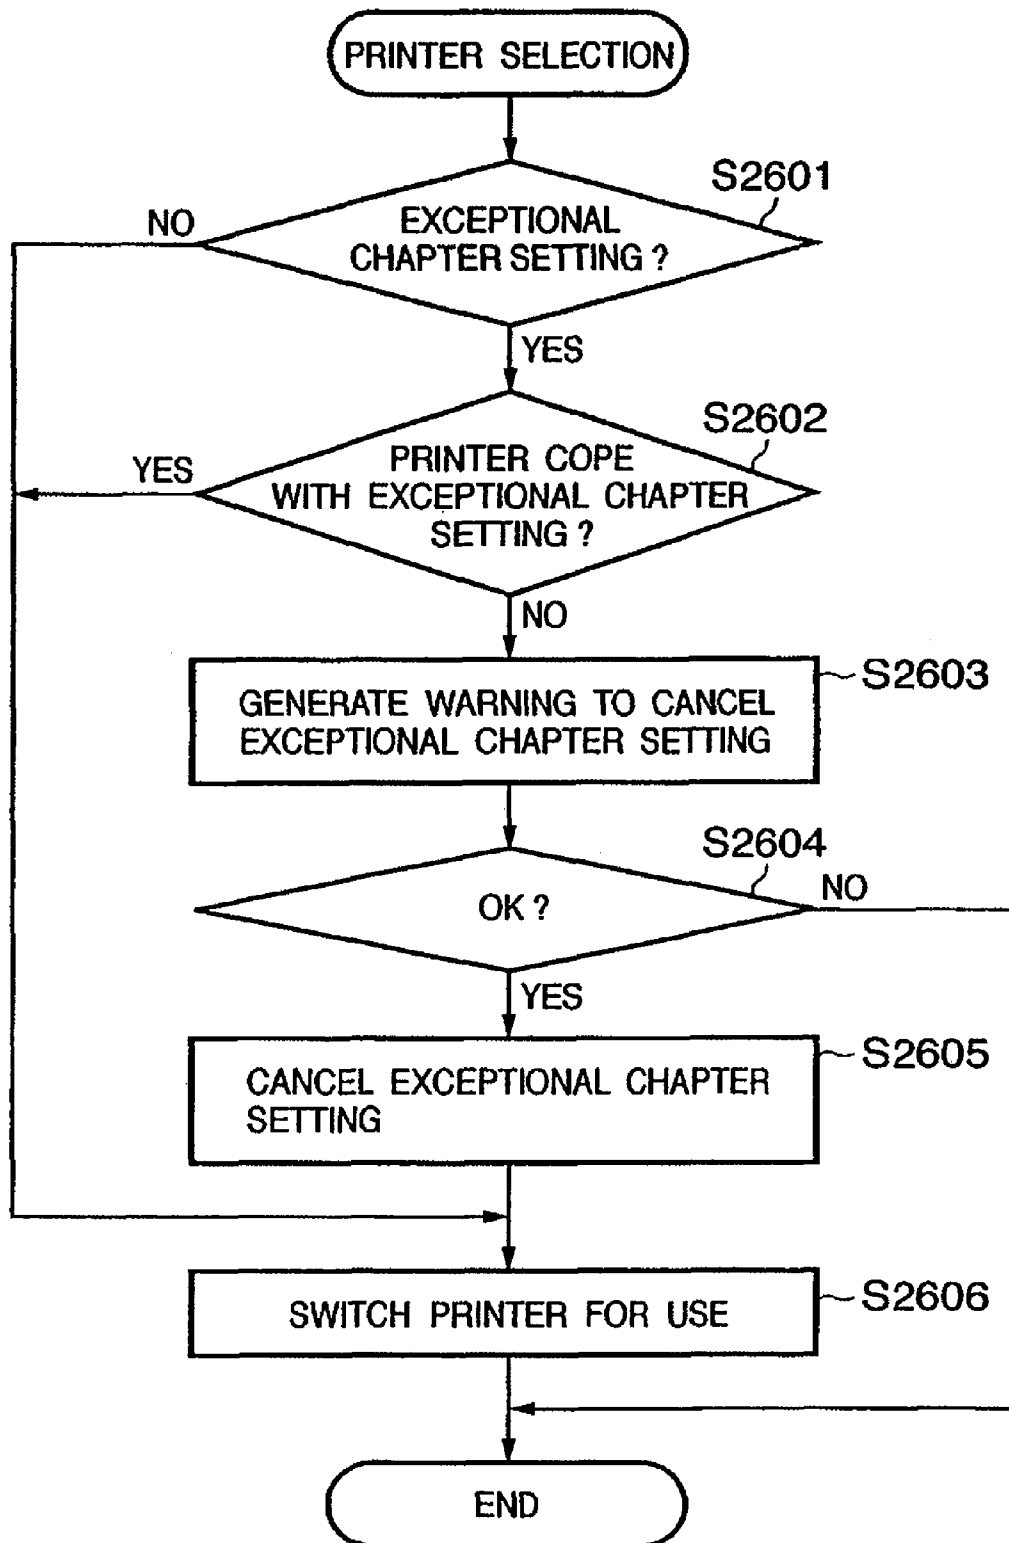 PRINTER SELECTION
S2601
NO
EXCEPTIONAL
CHAPTER SETTING ?
YES
S2602
YES
PRINTER COPE
WITH EXCEPTIONAL CHAPTER
SETTING ?
NO
S2603
GENERATE WARNING TO CANCEL
EXCEPTIONAL CHAPTER SETTING
S2604
NO
OK ?
YES
S2605
CANCEL EXCEPTIONAL CHAPTER
SETTING
S2606
SWITCH PRINTER FOR USE
END